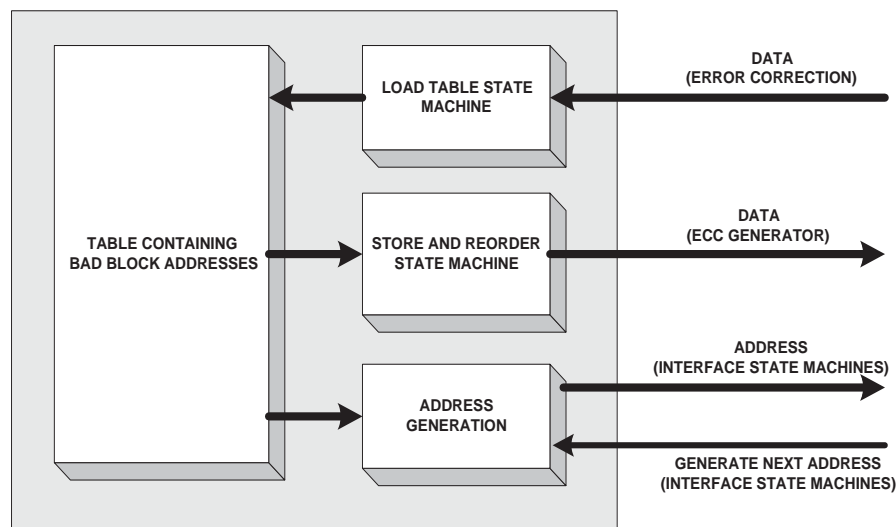 LOAD TABLE STATE
MACHINE
DATA
(ERROR CORRECTION)
TABLE CONTAINING
BAD BLOCK ADDRESSES
STORE AND REORDER
STATE MACHINE
DATA
(ECC GENERATOR)
ADDRESS
GENERATION
ADDRESS
(INTERFACE STATE MACHINES)
GENERATE NEXT ADDRESS
(INTERFACE STATE MACHINES)